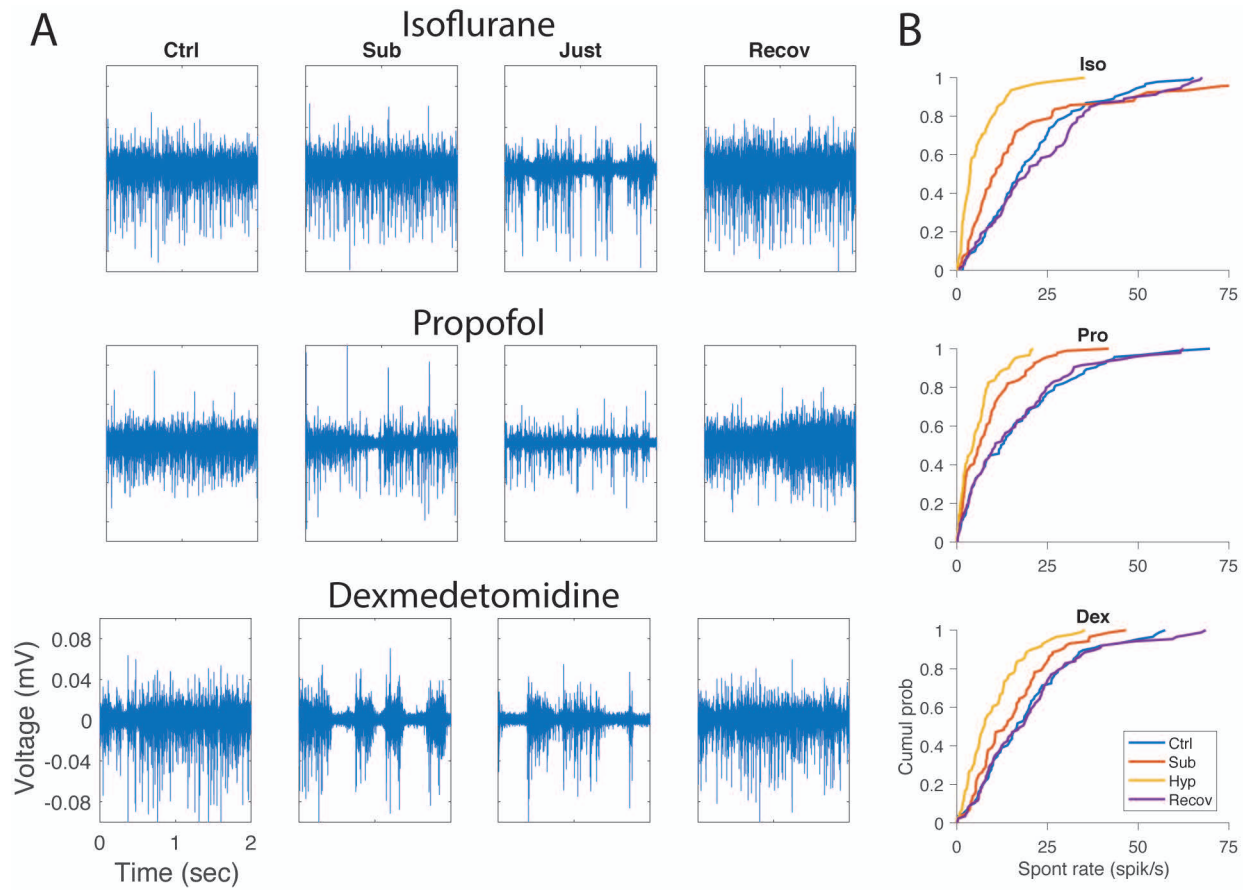 A
Isoflurane
Ctrl
Sub
Just
Recov
Propofol
Dexmedetomidine
Voltage (mV)
0.08
0.04
0
-0.04
-0.08
0
1
2
Time (sec)
B
Iso
1
0.8
0.6
0.4
0.2
0
0
25
50
75
Pro
1
0.8
0.6
0.4
0.2
0
0
25
50
75
Dex
Cumul prob
1
0.8
0.6
0.4
0.2
0
Ctrl
Sub
Hyp
Recov
0
25
50
75
Spont rate (spik/s)